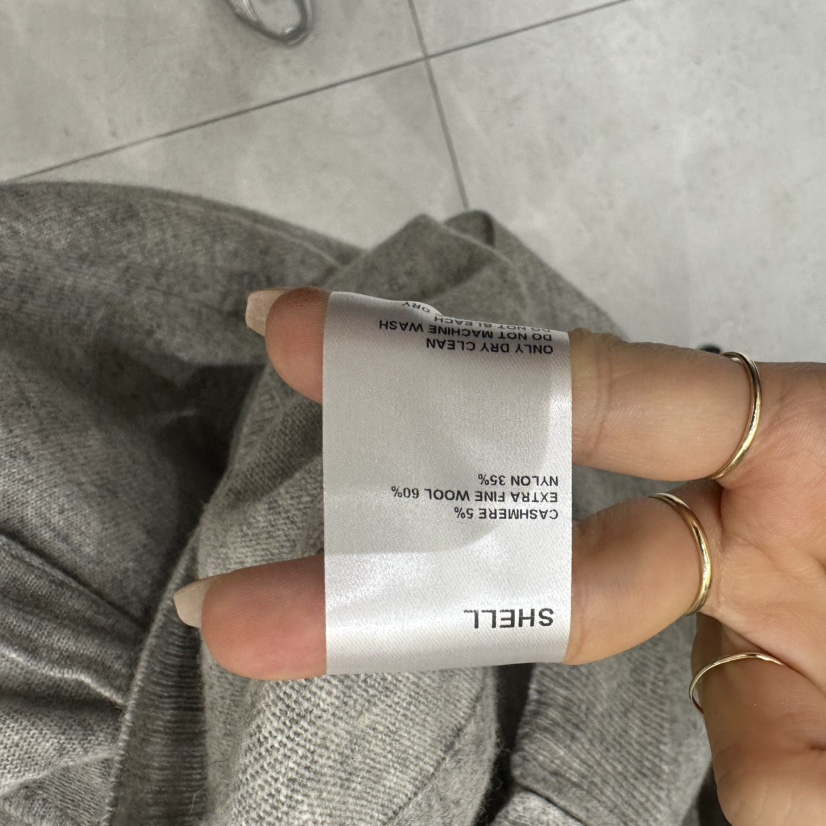 SHELL
CASHMERE 5%
EXTRA FINE WOOL 60%
NYLON 35%
ONLY DRY CLEAN
DO NOT MACHINE WASH
DO NOT BLEACH
DRY